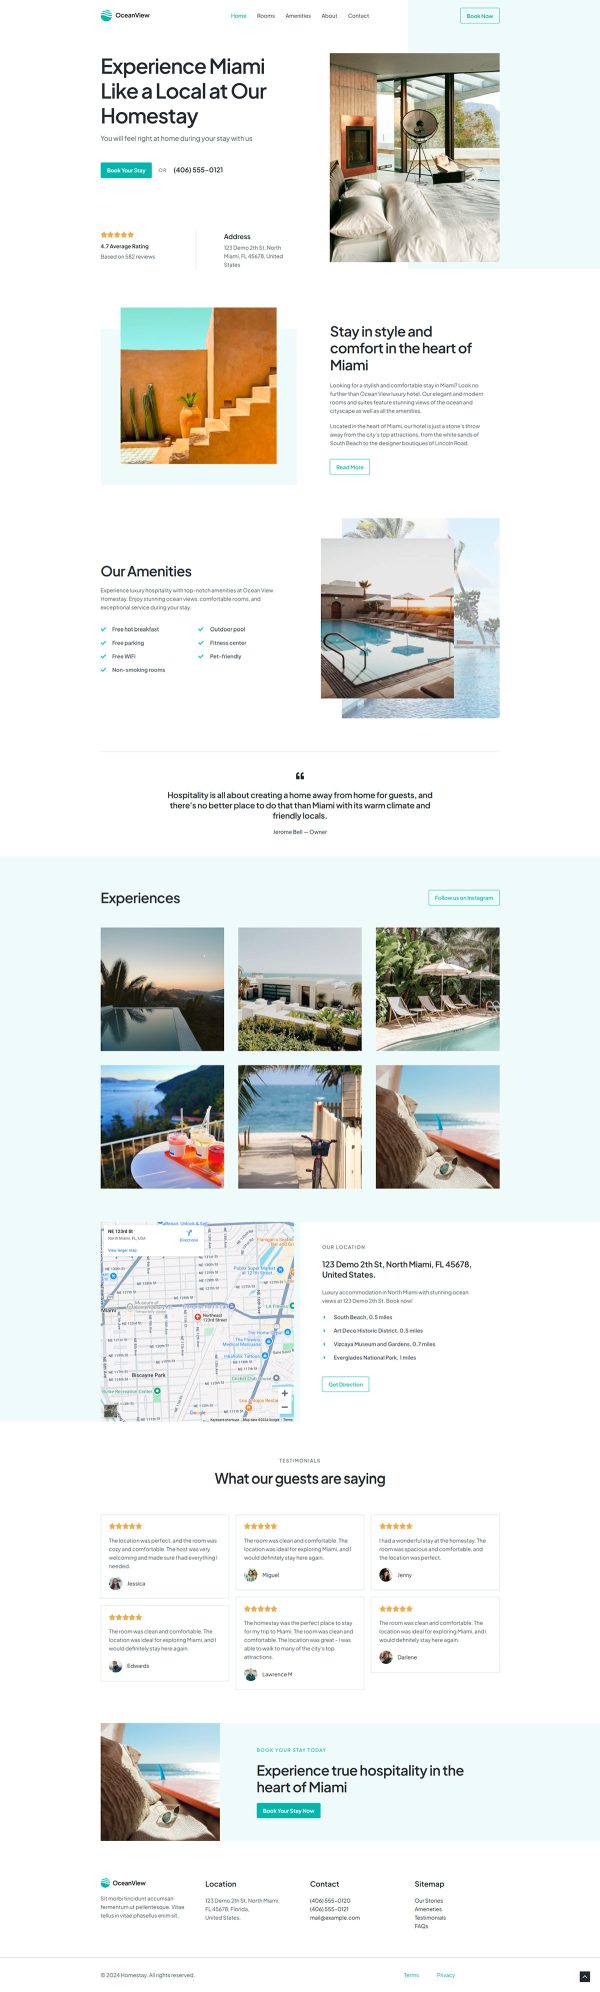 OceanView
Home Rooms Amenities About Contact
Book Now
Experience Miami
Like a Local at Our
Homestay
You will feel right at home during your stay with us
Book Your Stay
OR
(406) 555-0121
4.7 Average Rating
Based on 582 reviews
Address
123 Demo 2th St, North
Miami, FL 45678, United
States
Stay in style and
comfort in the heart of
Miami
Looking for a stylish and comfortable stay in Miami? Look no
further than Ocean View luxury hotel. Our elegant and modern
rooms and suites feature stunning views of the ocean and
cityscape as well as all the amenities.
Located in the heart of Miami, our hotel is just a stone's throw
away from the city's top attractions, from the white sands of
South Beach to the designer boutiques of Lincoln Road.
Read More
Our Amenities
Experience luxury hospitality with top-notch amenities at Ocean View
Homestay. Enjoy stunning ocean views, comfortable rooms, and
exceptional service during your stay.
Free hot breakfast
Free parking
Free WiFi
Non-smoking rooms
Outdoor pool
Fitness center
Pet-friendly
Hospitality is all about creating a home away from home for guests, and
there's no better place to do that than Miami with its warm climate and
friendly locals.
Jerome Bell — Owner
Experiences
Follow us on Instagram
NE 123rd St
North Miami, FL, USA
View larger map
Directions
Northeast
123rd Street
Biscayne Park
Google
OUR LOCATION
123 Demo 2th St, North Miami, FL 45678,
United States.
Luxury accommodation in North Miami with stunning ocean
views at 123 Demo 2th St. Book now!
South Beach, 0.5 miles
Art Deco Historic District, 0.5 miles
Vizcaya Museum and Gardens, 0.7 miles
Everglades National Park, 1 miles
Get Direction
TESTIMONIALS
What our guests are saying
The location was perfect, and the room was
cozy and comfortable. The host was very
welcoming and made sure I had everything I
needed.
Jessica
The room was clean and comfortable. The
location was ideal for exploring Miami, and I
would definitely stay here again.
Edwards
The room was clean and comfortable. The
location was ideal for exploring Miami, and I
would definitely stay here again.
Miguel
The homestay was the perfect place to stay
for my trip to Miami. The room was clean and
comfortable. The location was great - I was
able to walk to many of the city's top
attractions.
Lawrence M
I had a wonderful stay at the homestay. The
room was spacious and comfortable, and
the location was perfect.
Jenny
The room was clean and comfortable. The
location was ideal for exploring Miami, and I
would definitely stay here again.
Darlene
BOOK YOUR STAY TODAY
Experience true hospitality in the
heart of Miami
Book Your Stay Now
OceanView
Sit morbi tincidunt accumsan
fermentum ut pellentesque. Vitae
tellus in vitae phasellus enim sit.
Location
123 Demo 2th St, North Miami,
FL 45678, Florida,
United States.
Contact
(406) 555-0120
(406) 555-0121
mail@example.com
Sitemap
Our Stories
Ameneties
Testimonials
FAQs
© 2024 Homestay. All rights reserved.
Terms
Privacy